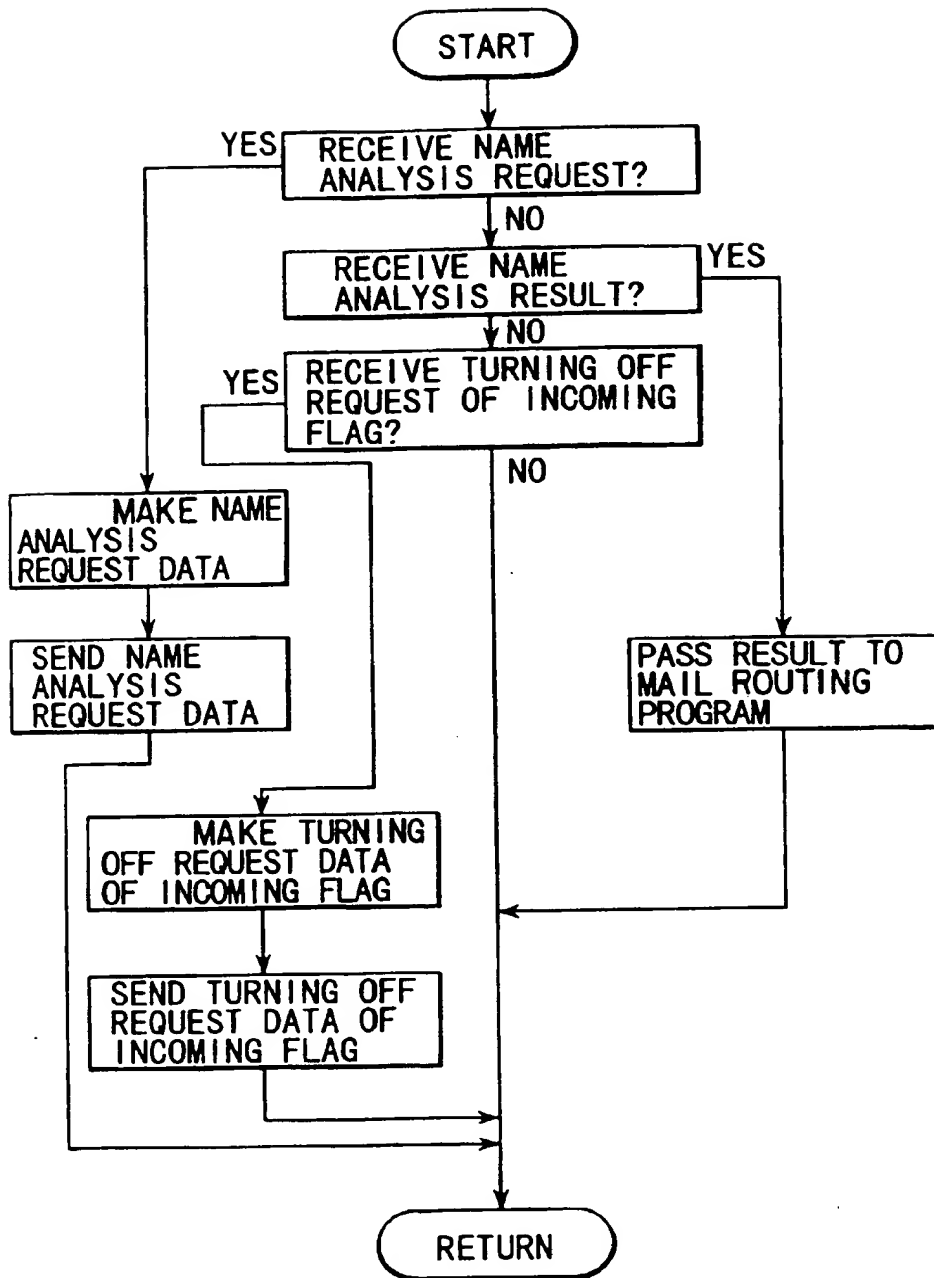 START
YES
RECEIVE NAME
ANALYSIS REQUEST?
NO
RECEIVE NAME
ANALYSIS RESULT?
YES
NO
YES
RECEIVE TURNING OFF
REQUEST OF INCOMING
FLAG?
NO
MAKE NAME
ANALYSIS
REQUEST DATA
SEND NAME
ANALYSIS
REQUEST DATA
PASS RESULT TO
MAIL ROUTING
PROGRAM
MAKE TURNING
OFF REQUEST DATA
OF INCOMING FLAG
SEND TURNING OFF
REQUEST DATA OF
INCOMING FLAG
RETURN